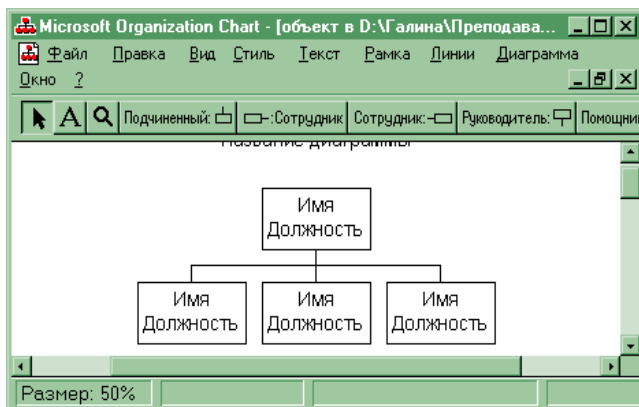 Microsoft Organization Chart - [объект в D:\Галина\Преподава...
Файл Правка Вид Стиль Текст Рамка Линии Диаграмма
Окно ?
A Подчиненный: :Сотрудник Сотрудник: Руководитель: Помощни
Название диаграммы
Имя
Должность
Имя Имя Имя
Должность Должность Должность
Размер: 50%